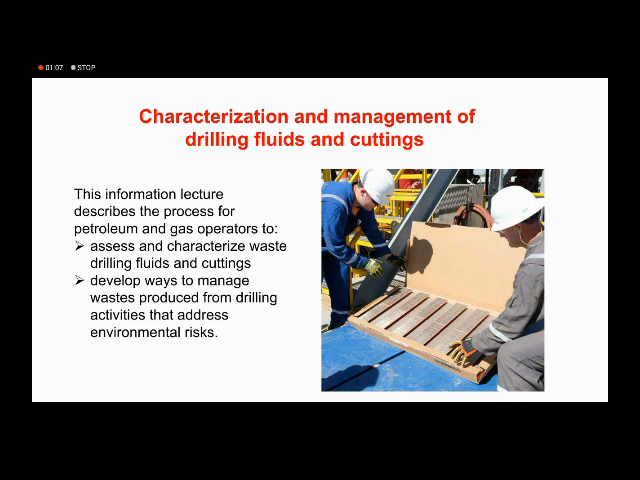 01:07 STOP
Characterization and management of
drilling fluids and cuttings
This information lecture
describes the process for
petroleum and gas operators to:
➢ assess and characterize waste
drilling fluids and cuttings
➢ develop ways to manage
wastes produced from drilling
activities that address
environmental risks.